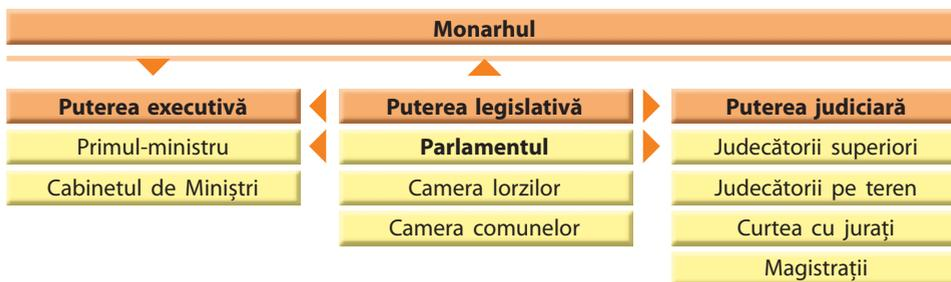 Monarhul
Puterea executivă
Primul-ministru
Cabinetul de Miniștri
Puterea legislativă
Parlamentul
Camera lorzilor
Camera comunelor
Puterea judiciară
Judecătorii superiori
Judecătorii pe teren
Curtea cu jurați
Magistrații